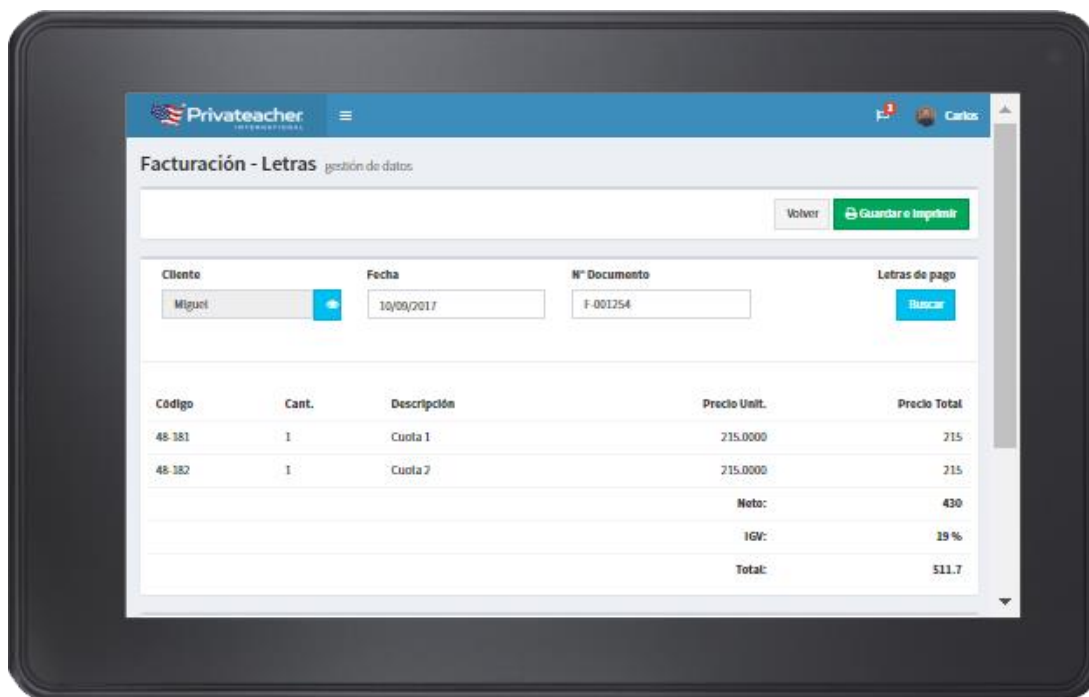 Privateacher
INTERNATIONAL
1
Carlos
Facturación - Letras gestión de datos
Volver
Guardar e Imprimir
Cliente Fecha N° Documento Letras de pago
Miguel 10/09/2017 F-001254 Buscar
Código Cant. Descripción Precio Unit. Precio Total
48-181 1 Cuota 1 215.0000 215
48-182 1 Cuota 2 215.0000 215
Neto: 430
IGV: 19 %
Total: 511.7